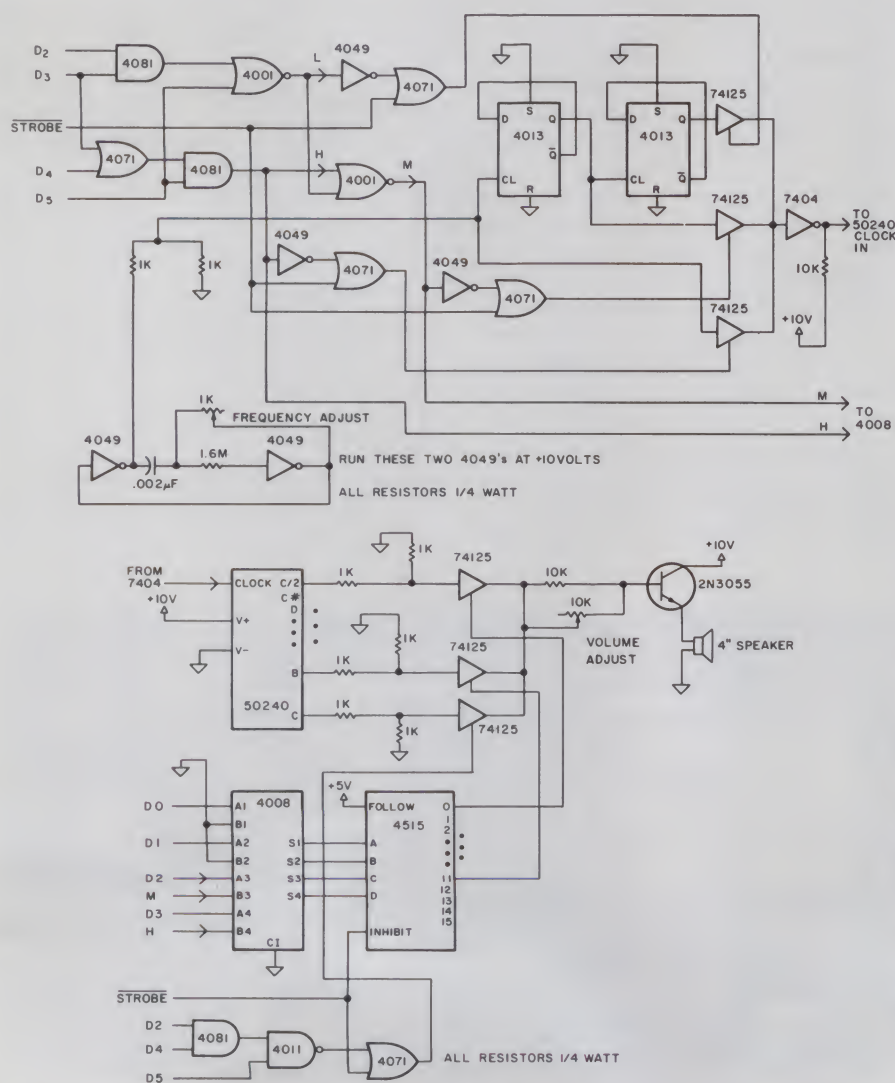 D2
D3
STROBE
D4
D5
4081
4001
L
4049
4071
4071
4081
H
4001
M
4049
4071
4049
4071
S
D Q
4013
Q
CL
R
S
D Q
4013
CL Q
R
74125
74125
74125
7404
TO
50240
CLOCK
IN
10K
+10V
1K
1K
M
TO
4008
H
1K
FREQUENCY ADJUST
4049
.002µF
1.6M
4049
RUN THESE TWO 4049's AT +10VOLTS
ALL RESISTORS 1/4 WATT
FROM
7404
+10V
CLOCK C/2
C#
D
V+
V-
B
50240
C
1K
1K
1K
1K
1K
1K
74125
74125
74125
10K
10K
VOLUME
ADJUST
+10V
2N3055
4" SPEAKER
D0
D1
D2
M
D3
H
4008
A1
B1
A2 S1
B2 S2
A3 S3
B3 S4
A4
B4
CI
+5V
FOLLOW 0
4515
1
2
A
B
C 11
D 12
13
14
INHIBIT 15
STROBE
D2
D4
D5
4081
4011
4071
ALL RESISTORS 1/4 WATT